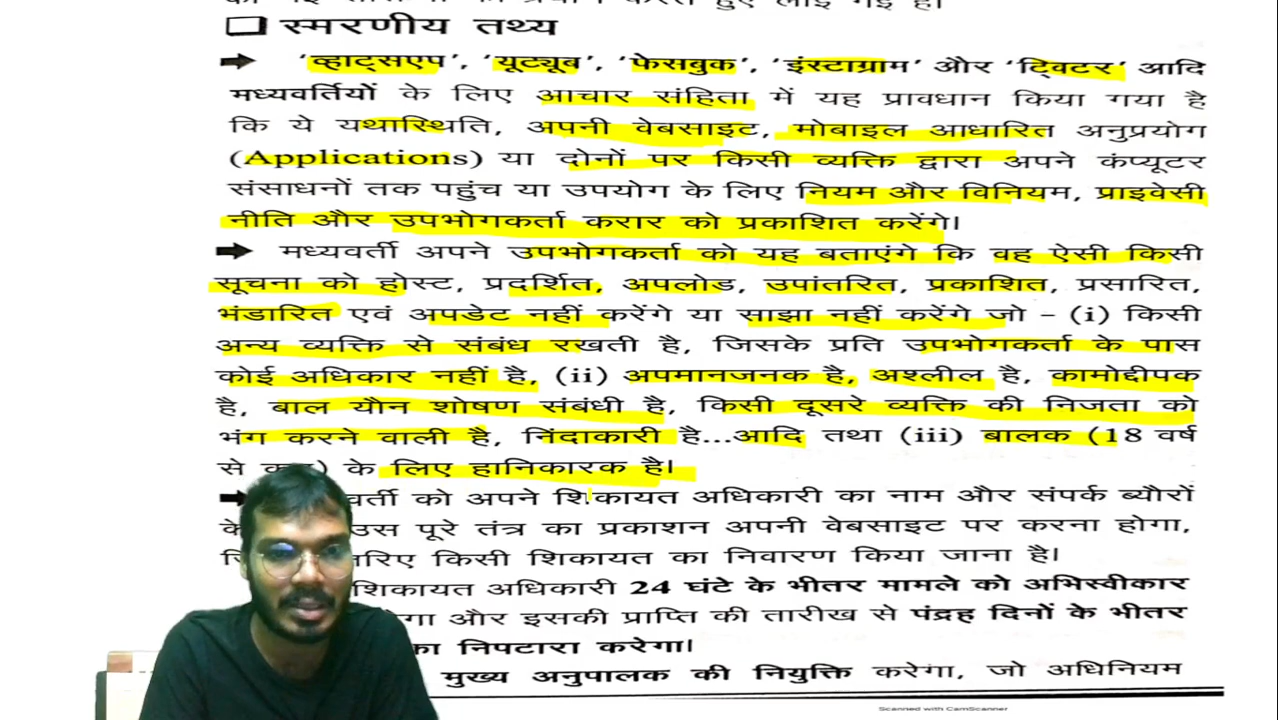 स्मरणीय तथ्य
'व्हाट्सएप', 'यूट्यूब', 'फेसबुक', 'इंस्टाग्राम' और 'ट्विटर' आदि
मध्यवर्तियों के लिए आचार संहिता में यह प्रावधान किया गया है
कि ये यथास्थिति, अपनी वेबसाइट, मोबाइल आधारित अनुप्रयोग
(Applications) या दोनों पर किसी व्यक्ति द्वारा अपने कंप्यूटर
संसाधनों तक पहुंच या उपयोग के लिए नियम और विनियम, प्राइवेसी
नीति और उपभोगकर्ता करार को प्रकाशित करेंगे।
मध्यवर्ती अपने उपभोगकर्ता को यह बताएंगे कि वह ऐसी किसी
सूचना को होस्ट, प्रदर्शित, अपलोड, उपांतरित, प्रकाशित, प्रसारित,
भंडारित एवं अपडेट नहीं करेंगे या साझा नहीं करेंगे जो – (i) किसी
अन्य व्यक्ति से संबंध रखती है, जिसके प्रति उपभोगकर्ता के पास
कोई अधिकार नहीं है, (ii) अपमानजनक है, अश्लील है, कामोद्दीपक
है, बाल यौन शोषण संबंधी है, किसी दूसरे व्यक्ति की निजता को
भंग करने वाली है, निंदाकारी है...आदि तथा (iii) बालक (18 वर्ष
से के लिए हानिकारक है।
को अपने शिकायत अधिकारी का नाम और संपर्क ब्यौरों
उस पूरे तंत्र का प्रकाशन अपनी वेबसाइट पर करना होगा,
किसी शिकायत का निवारण किया जाना है।
शिकायत अधिकारी 24 घंटे के भीतर मामले को अभिस्वीकार
और इसकी प्राप्ति की तारीख से पंद्रह दिनों के भीतर
का निपटारा करेगा।
मुख्य अनुपालक की नियुक्ति करेगा, जो अधिनियम
Scanned with CamScanner